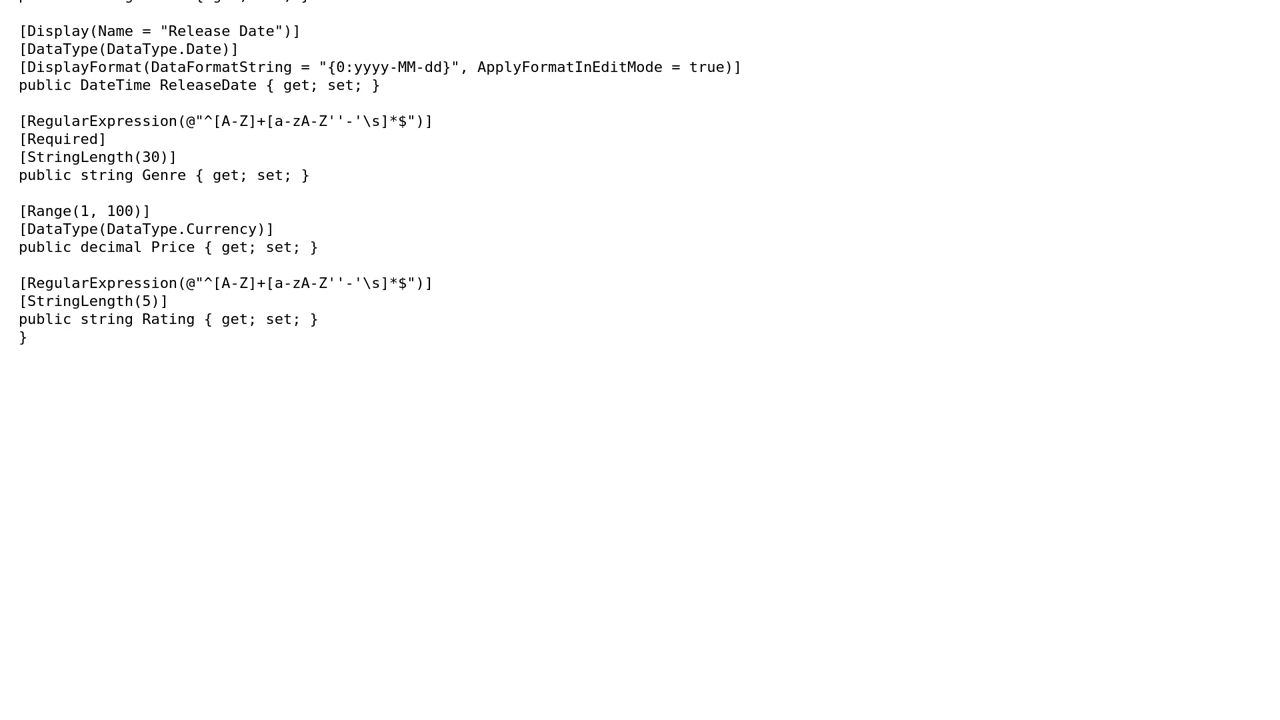 [Display(Name = "Release Date")]
[DataType(DataType.Date)]
[DisplayFormat(DataFormatString = "{0:yyyy-MM-dd}", ApplyFormatInEditMode = true)]
public DateTime ReleaseDate { get; set; }

[RegularExpression(@"^[A-Z]+[a-zA-Z''-'\s]*$")]
[Required]
[StringLength(30)]
public string Genre { get; set; }

[Range(1, 100)]
[DataType(DataType.Currency)]
public decimal Price { get; set; }

[RegularExpression(@"^[A-Z]+[a-zA-Z''-'\s]*$")]
[StringLength(5)]
public string Rating { get; set; }
}